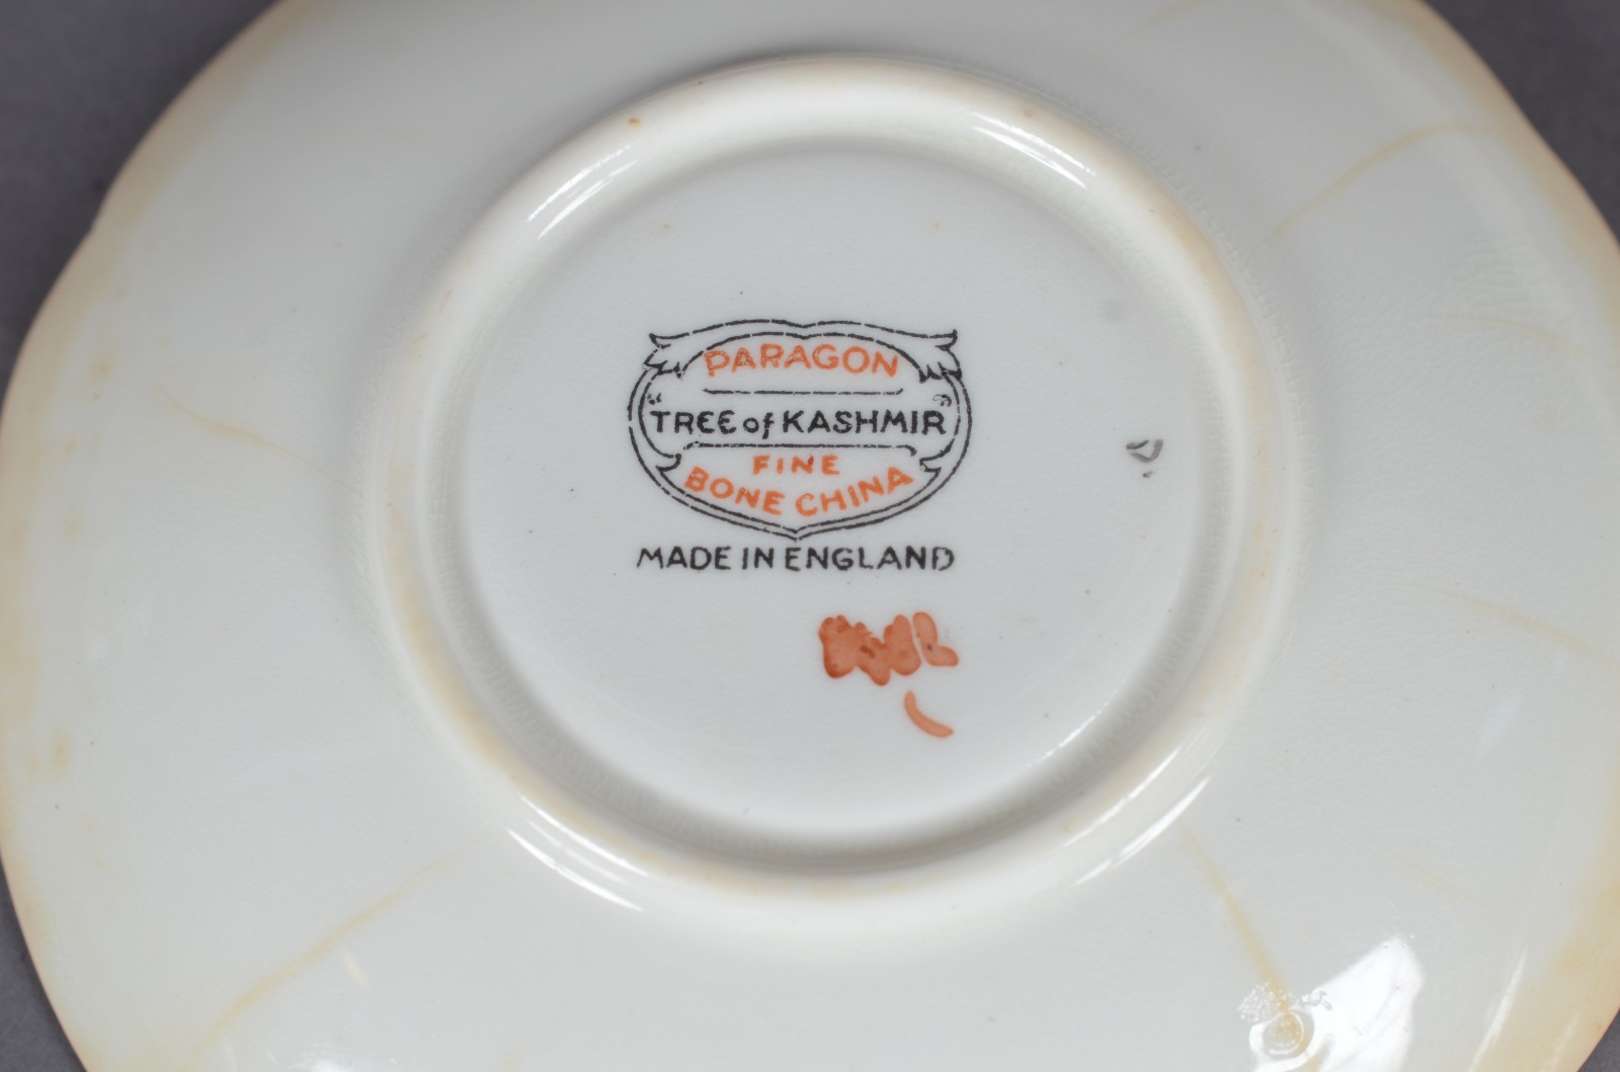 PARAGON
"TREE of KASHMIR"
FINE
BONE CHINA
MADE IN ENGLAND